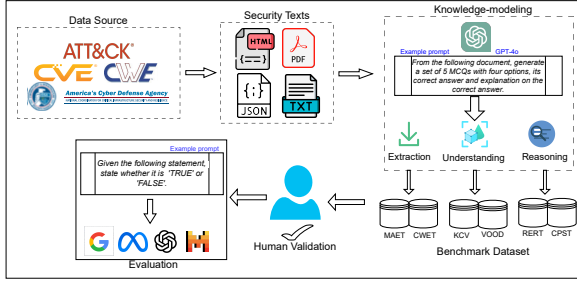 Data Source
ATT&CK®
CVE CWE
America's Cyber Defense Agency
Security Texts
HTML
PDF
{:}
JSON
TXT
Knowledge-modeling
Example prompt
GPT-4o
From the following document, generate
a set of 5 MCQs with four options, its
correct answer and explanation on the
correct answer.
Extraction
Understanding
Reasoning
MAET
CWET
KCV
VOOD
RERT
CPST
Benchmark Dataset
Human Validation
Example prompt
Given the following statement,
state whether it is 'TRUE' or
'FALSE'.
Evaluation